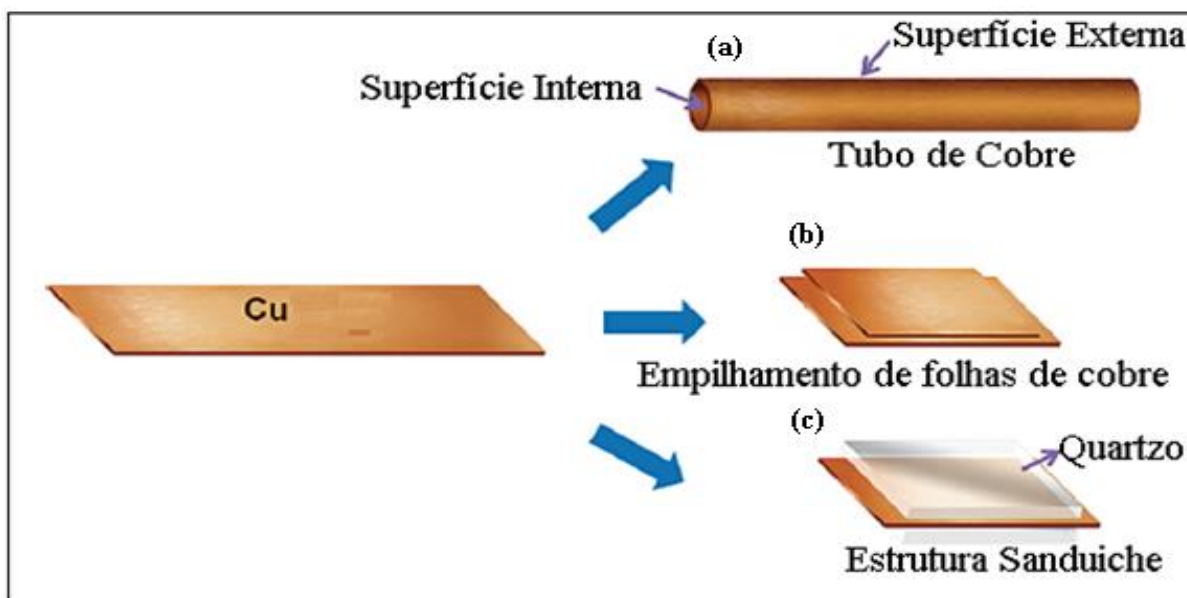 (a)
Superfície Externa
Superfície Interna
Tubo de Cobre
Cu
(b)
Empilhamento de folhas de cobre
(c)
Quartzo
Estrutura Sanduiche